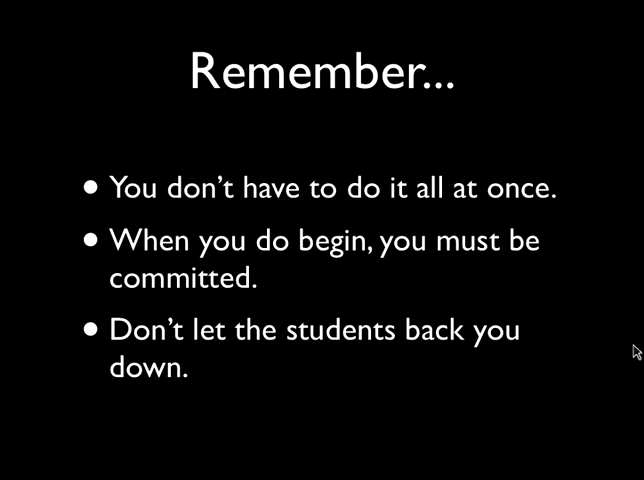 Remember...
• You don't have to do it all at once.
• When you do begin, you must be
committed.
• Don't let the students back you
down.